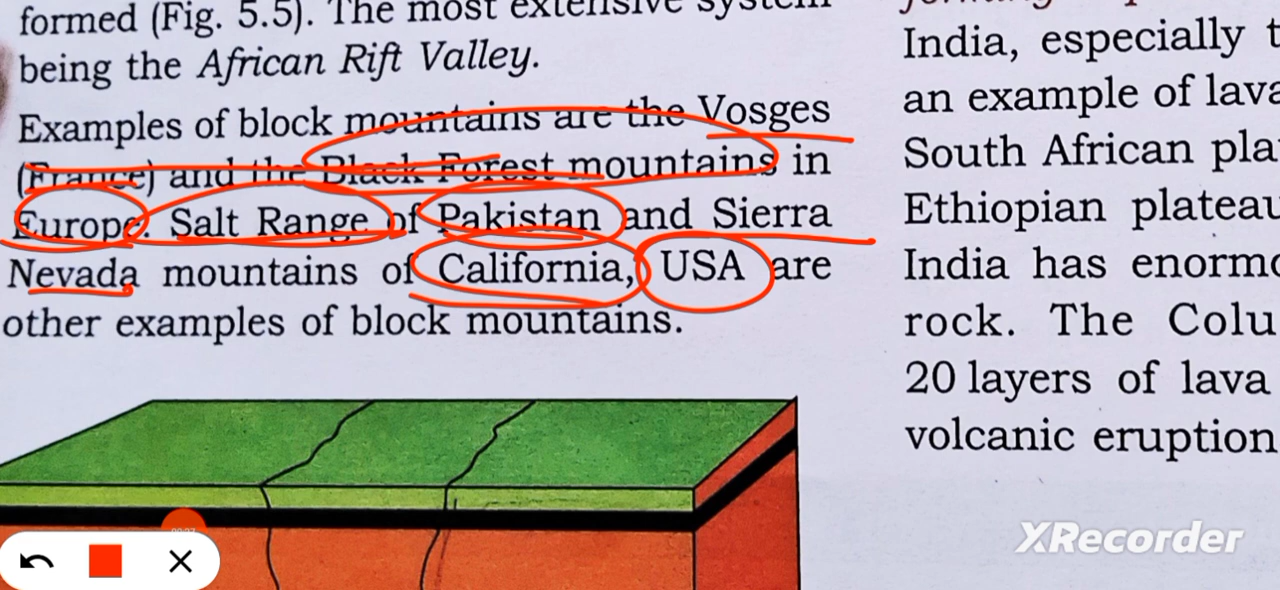 formed (Fig. 5.5). The most extensive system
being the African Rift Valley.
Examples of block mountains are the Vosges
(France) and the Black Forest mountains in
Europe. Salt Range of Pakistan and Sierra
Nevada mountains of California, USA are
other examples of block mountains.
India, especially t
an example of lava
South African pla
Ethiopian plateau
India has enormo
rock. The Colu
20 layers of lava
volcanic eruption
XRecorder